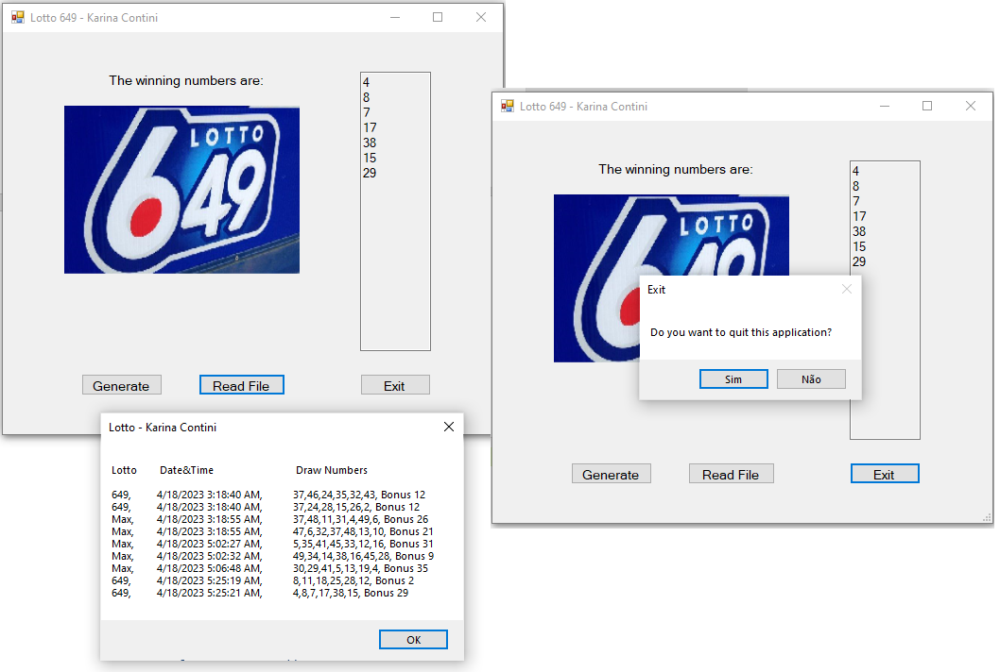 Lotto 649 - Karina Contini
The winning numbers are:
LOTTO
649
4
8
7
17
38
15
29
Generate
Read File
Exit
Lotto - Karina Contini
Lotto Date&Time Draw Numbers
649, 4/18/2023 3:18:40 AM, 37,46,24,35,32,43, Bonus 12
649, 4/18/2023 3:18:40 AM, 37,24,28,15,26,2, Bonus 12
Max, 4/18/2023 3:18:55 AM, 37,48,11,31,4,49,6, Bonus 26
Max, 4/18/2023 3:18:55 AM, 47,6,32,37,48,13,10, Bonus 21
Max, 4/18/2023 5:02:27 AM, 5,35,41,45,33,12,16, Bonus 31
Max, 4/18/2023 5:02:32 AM, 49,34,14,38,16,45,28, Bonus 9
Max, 4/18/2023 5:06:48 AM, 30,29,41,5,13,19,4, Bonus 35
649, 4/18/2023 5:25:19 AM, 8,11,18,25,28,12, Bonus 2
649, 4/18/2023 5:25:21 AM, 4,8,7,17,38,15, Bonus 29
OK
Lotto 649 - Karina Contini
The winning numbers are:
LOTTO
649
4
8
7
17
38
15
29
Exit
Do you want to quit this application?
Sim
Não
Generate
Read File
Exit